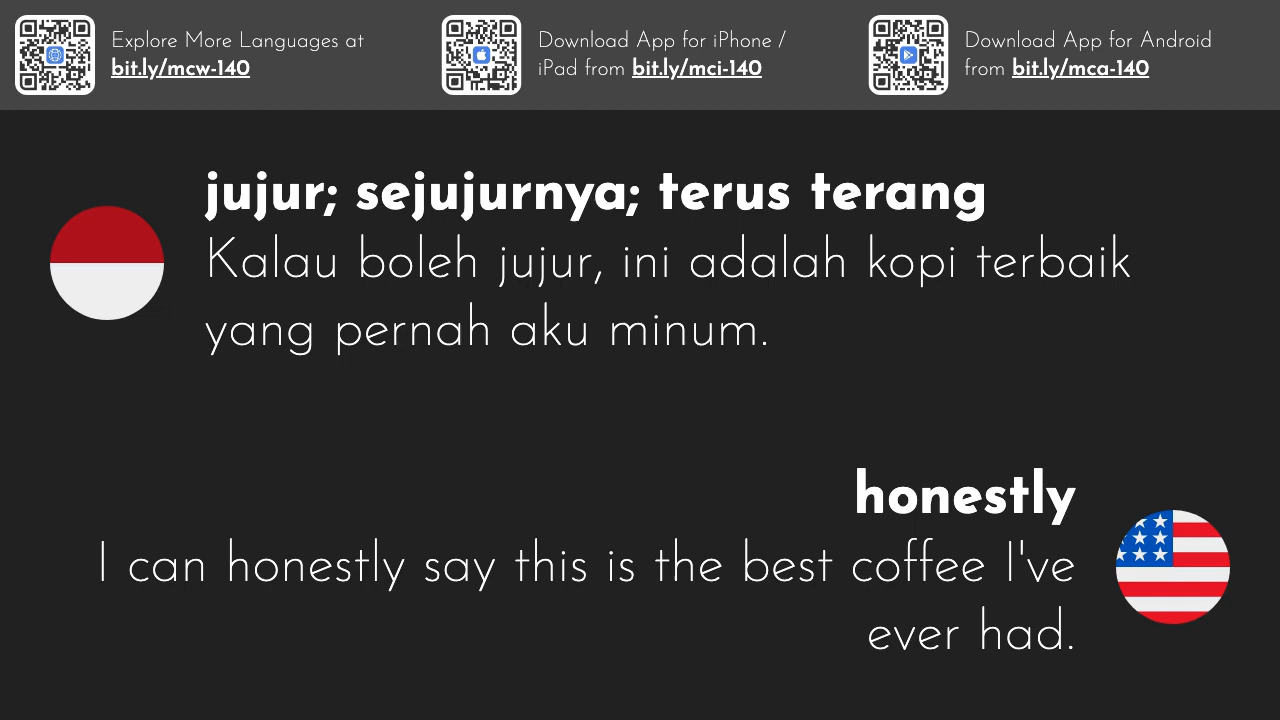 Explore More Languages at
bit.ly/mcw-140
Download App for iPhone /
iPad from bit.ly/mci-140
Download App for Android
from bit.ly/mca-140
jujur; sejujurnya; terus terang
Kalau boleh jujur, ini adalah kopi terbaik
yang pernah aku minum.
honestly
I can honestly say this is the best coffee I've
ever had.